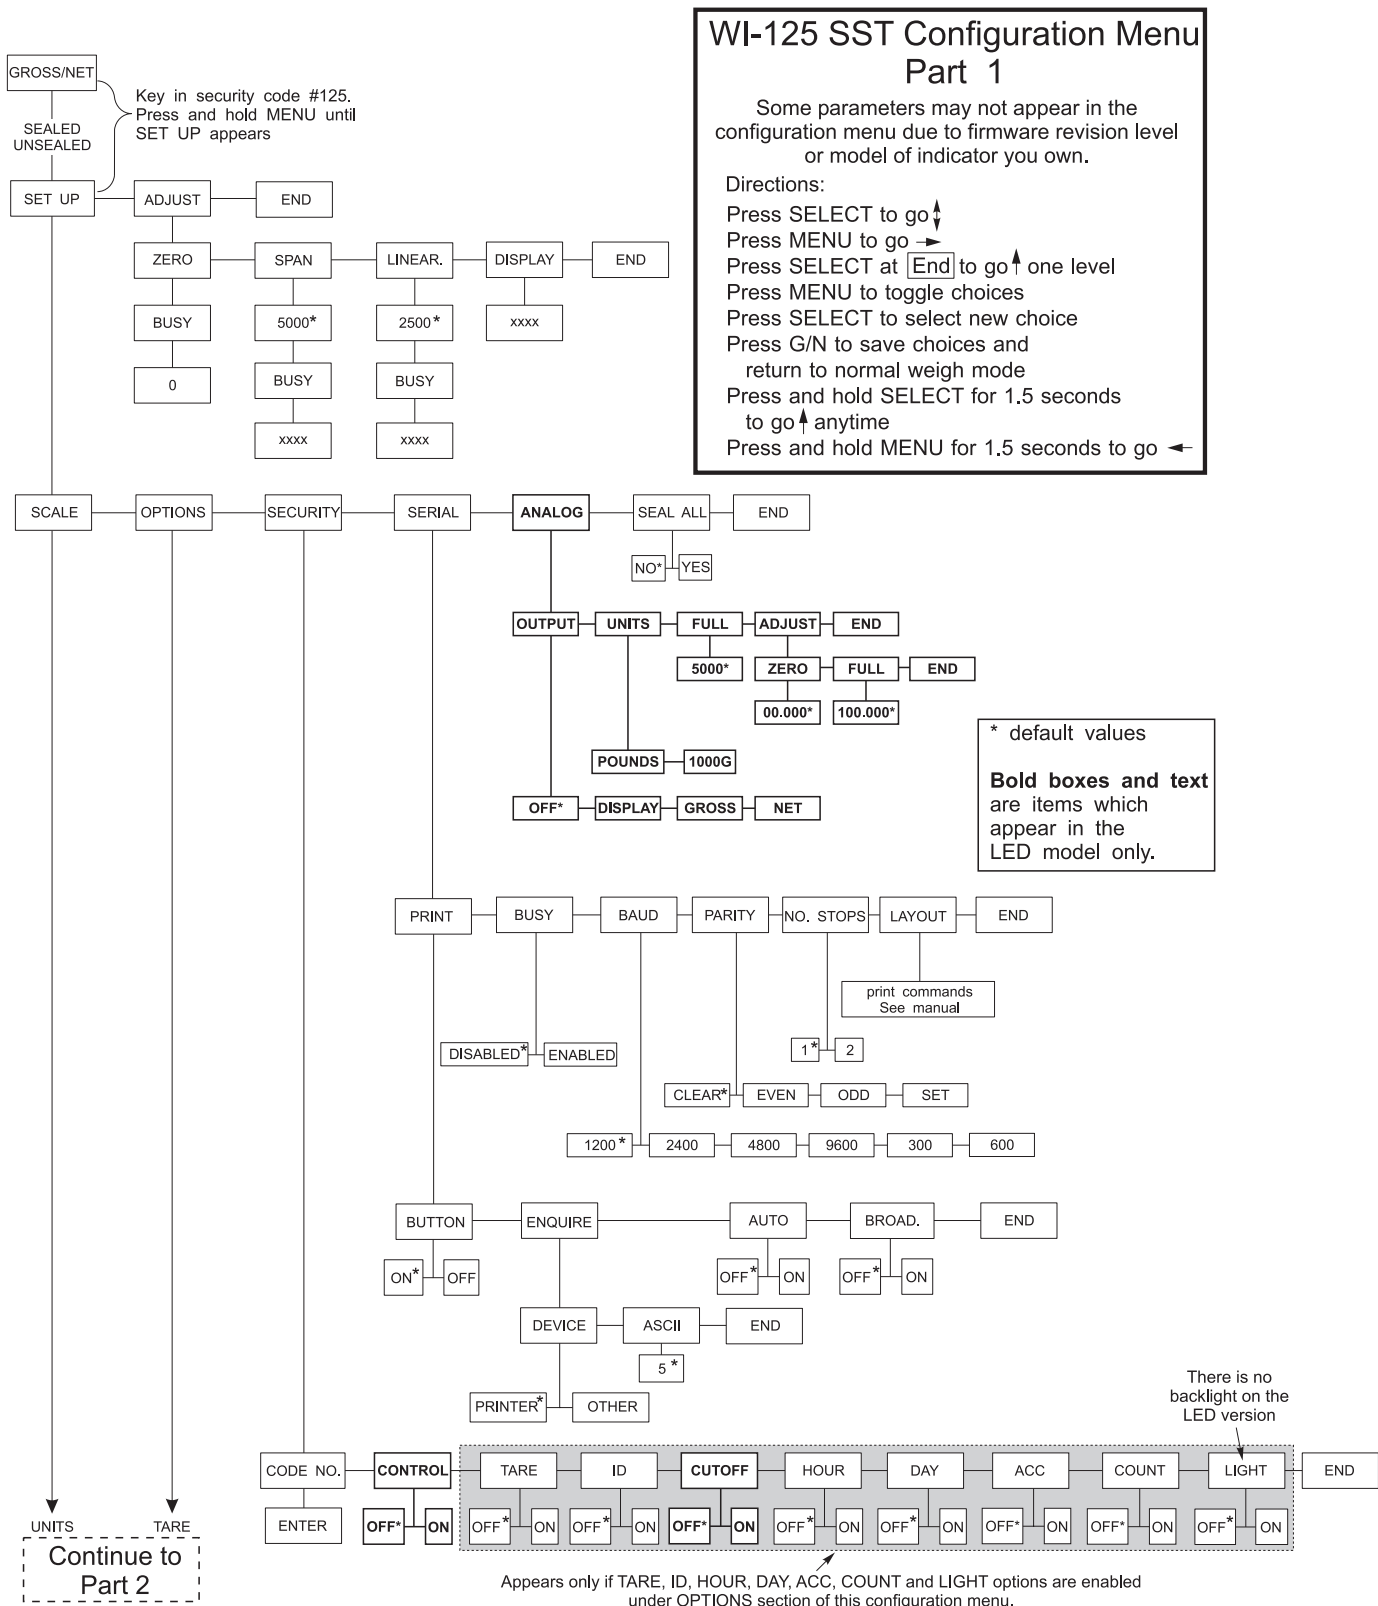 WI-125 SST Configuration Menu
Part 1
Some parameters may not appear in the
configuration menu due to firmware revision level
or model of indicator you own.
Directions:
Press SELECT to go
Press MENU to go
Press SELECT at End to go one level
Press MENU to toggle choices
Press SELECT to select new choice
Press G/N to save choices and
return to normal weigh mode
Press and hold SELECT for 1.5 seconds
to go anytime
Press and hold MENU for 1.5 seconds to go
GROSS/NET
Key in security code #125.
Press and hold MENU until
SET UP appears
SEALED
UNSEALED
SET UP ADJUST END
ZERO SPAN LINEAR. DISPLAY END
BUSY 5000* 2500* xxxx
0 BUSY BUSY
xxxx xxxx
SCALE OPTIONS SECURITY SERIAL ANALOG SEAL ALL END
NO* YES
OUTPUT UNITS FULL ADJUST END
5000* ZERO FULL END
00.000* 100.000*
POUNDS 1000G
OFF* DISPLAY GROSS NET
* default values
Bold boxes and text
are items which
appear in the
LED model only.
PRINT BUSY BAUD PARITY NO. STOPS LAYOUT END
print commands
See manual
DISABLED* ENABLED 1* 2
CLEAR* EVEN ODD SET
1200* 2400 4800 9600 300 600
BUTTON ENQUIRE AUTO BROAD. END
ON* OFF OFF* ON OFF* ON
DEVICE ASCII END
5*
PRINTER* OTHER
There is no
backlight on the
LED version
CODE NO. CONTROL TARE ID CUTOFF HOUR DAY ACC COUNT LIGHT END
ENTER OFF* ON OFF* ON OFF* ON OFF* ON OFF* ON OFF* ON OFF* ON OFF* ON OFF* ON
UNITS TARE
Continue to
Part 2
Appears only if TARE, ID, HOUR, DAY, ACC, COUNT and LIGHT options are enabled
under OPTIONS section of this configuration menu.